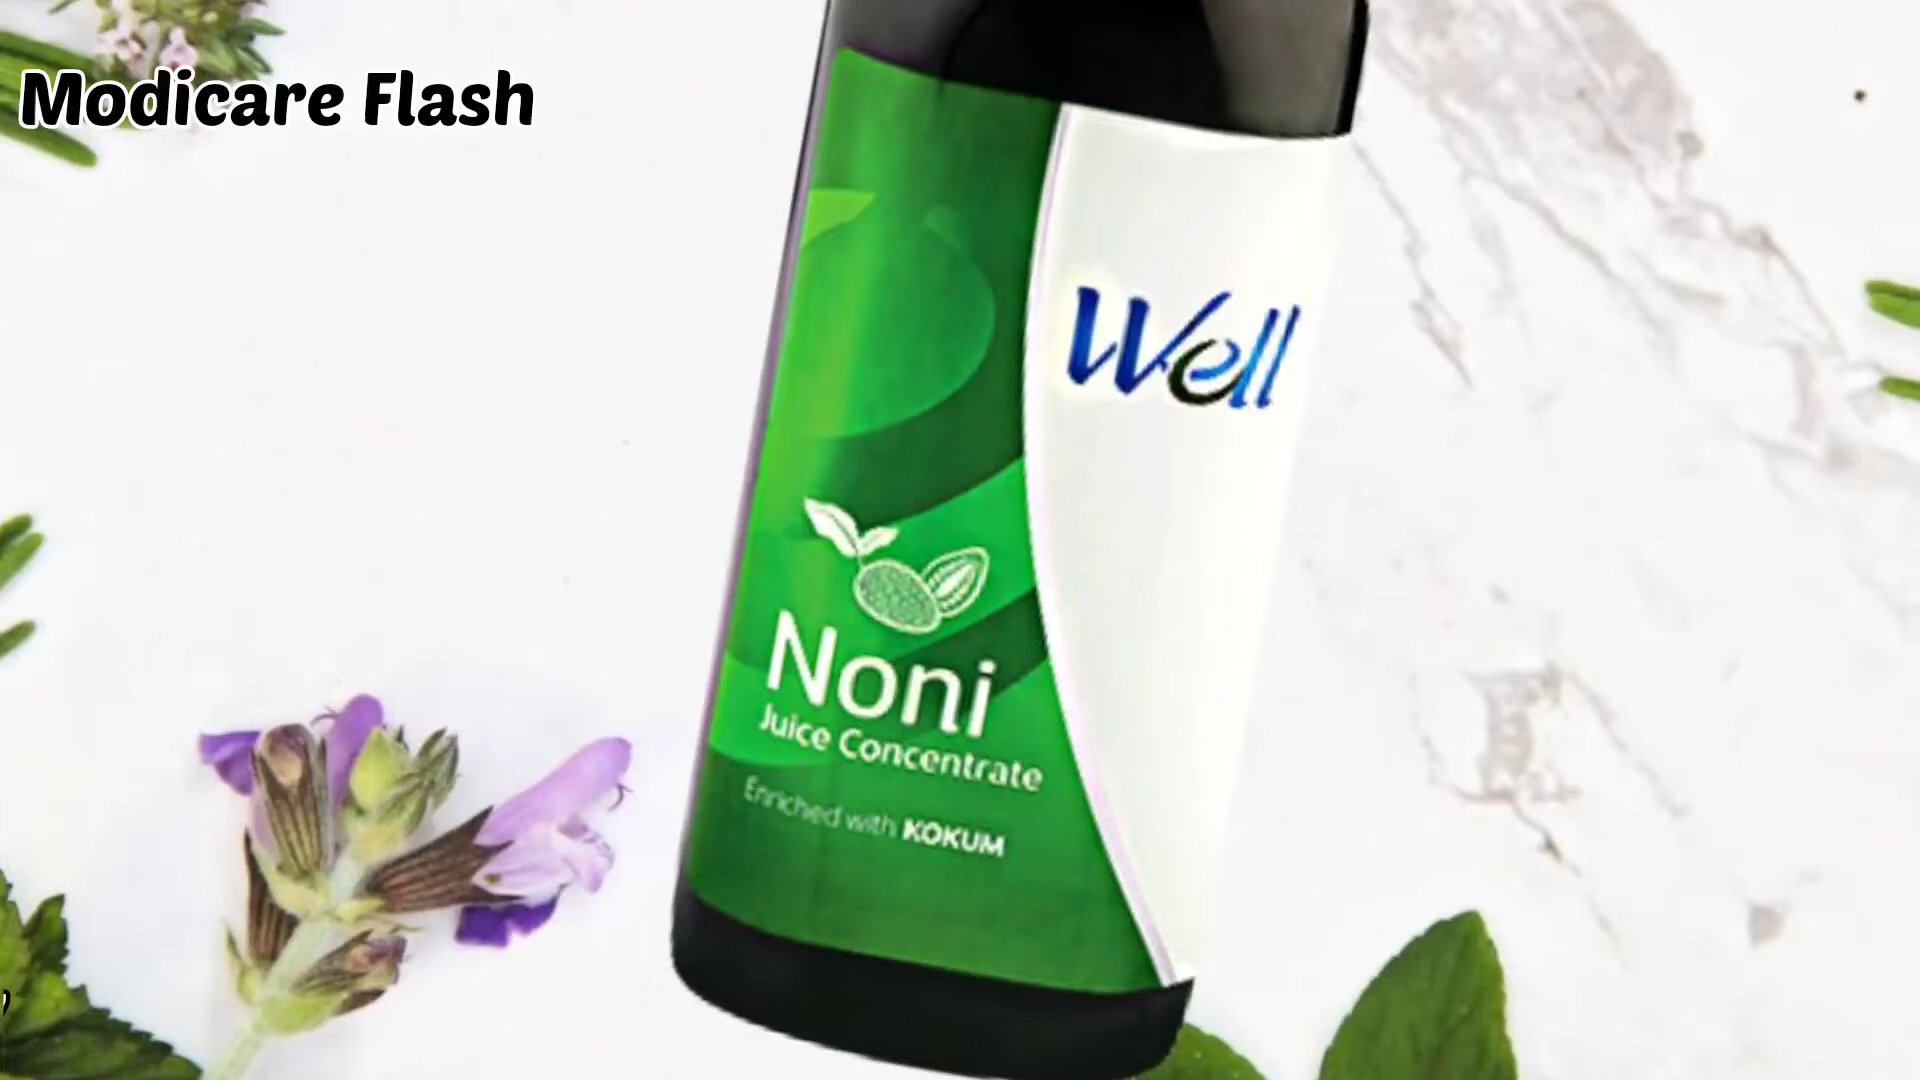 Modicare Flash
Well
Noni
Juice Concentrate
Enriched with KOKUM